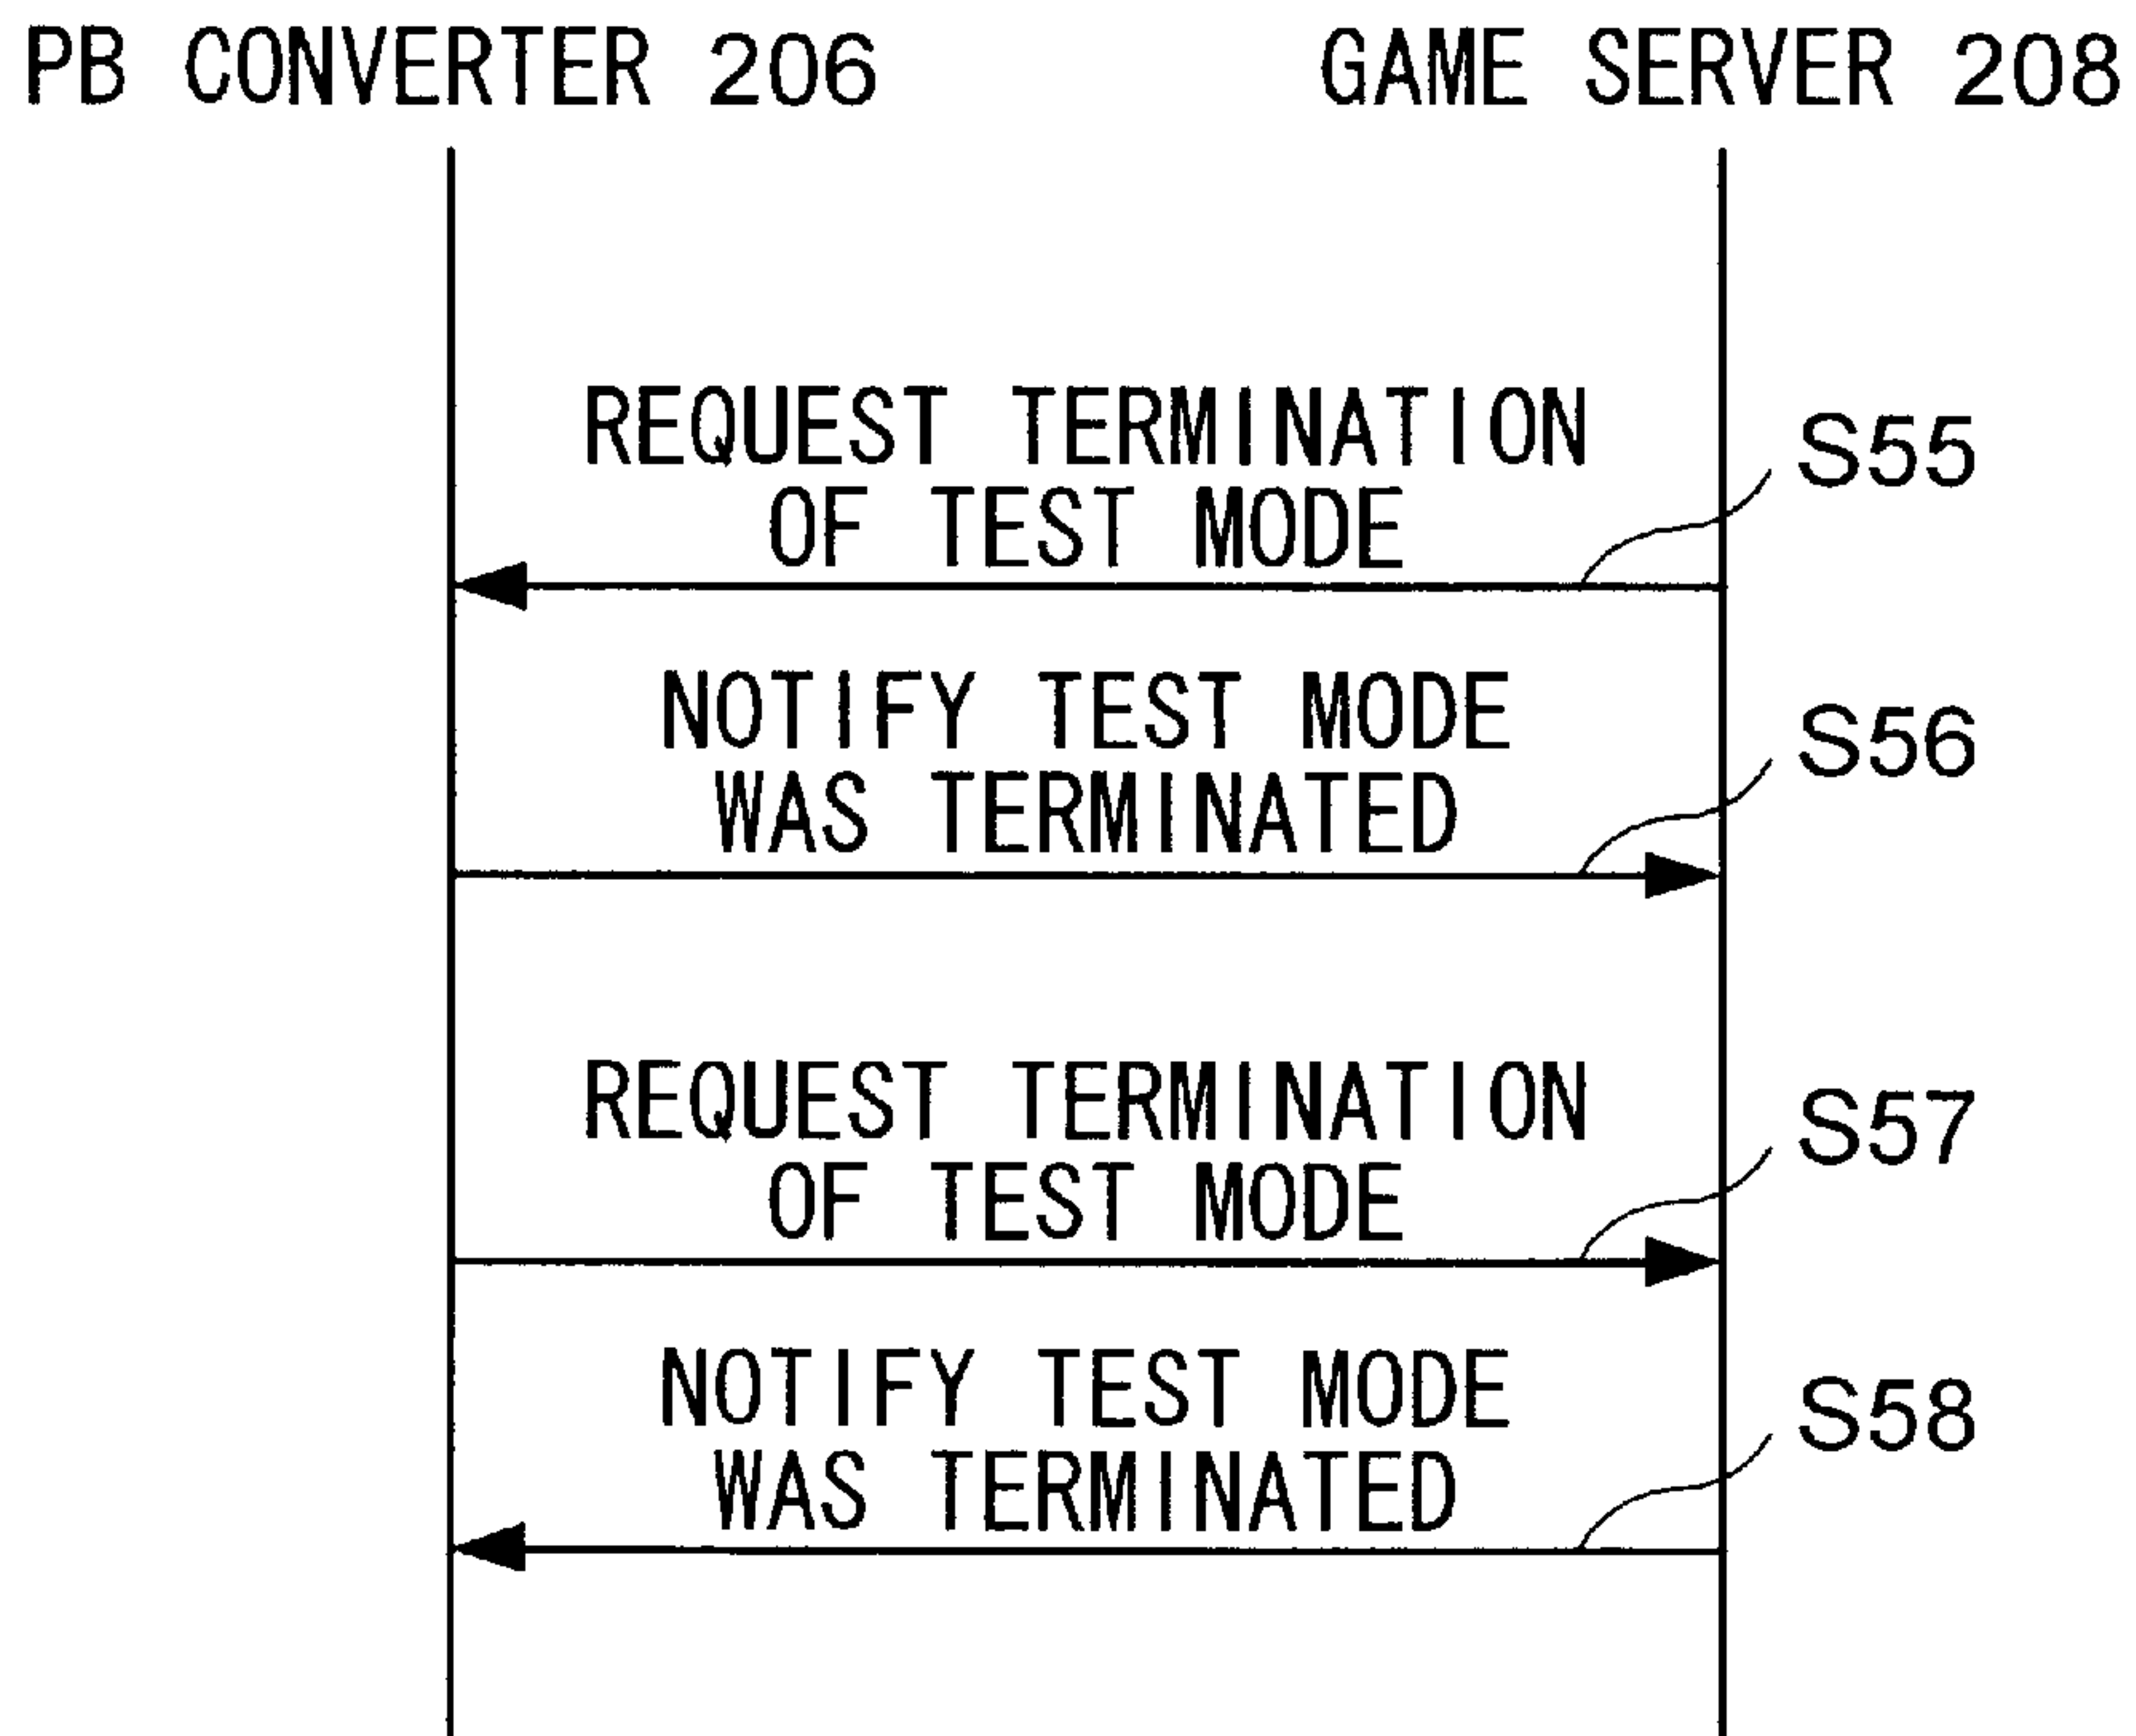 PB CONVERTER 206
GAME SERVER 208
REQUEST TERMINATION
OF TEST MODE
S55
NOTIFY TEST MODE
WAS TERMINATED
S56
REQUEST TERMINATION
OF TEST MODE
S57
NOTIFY TEST MODE
WAS TERMINATED
S58